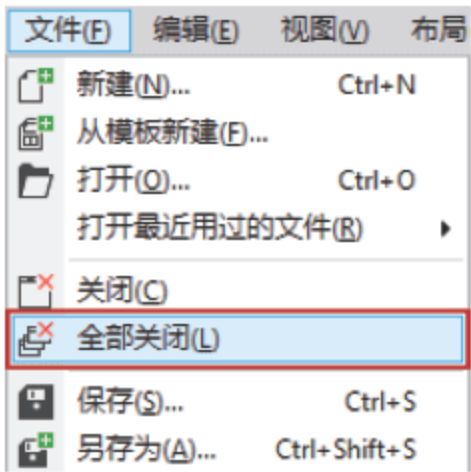 文件(F) 编辑(E) 视图(V) 布局
新建(N)... Ctrl+N
从模板新建(F)...
打开(O)... Ctrl+O
打开最近用过的文件(R)
关闭(C)
全部关闭(L)
保存(S)... Ctrl+S
另存为(A)... Ctrl+Shift+S